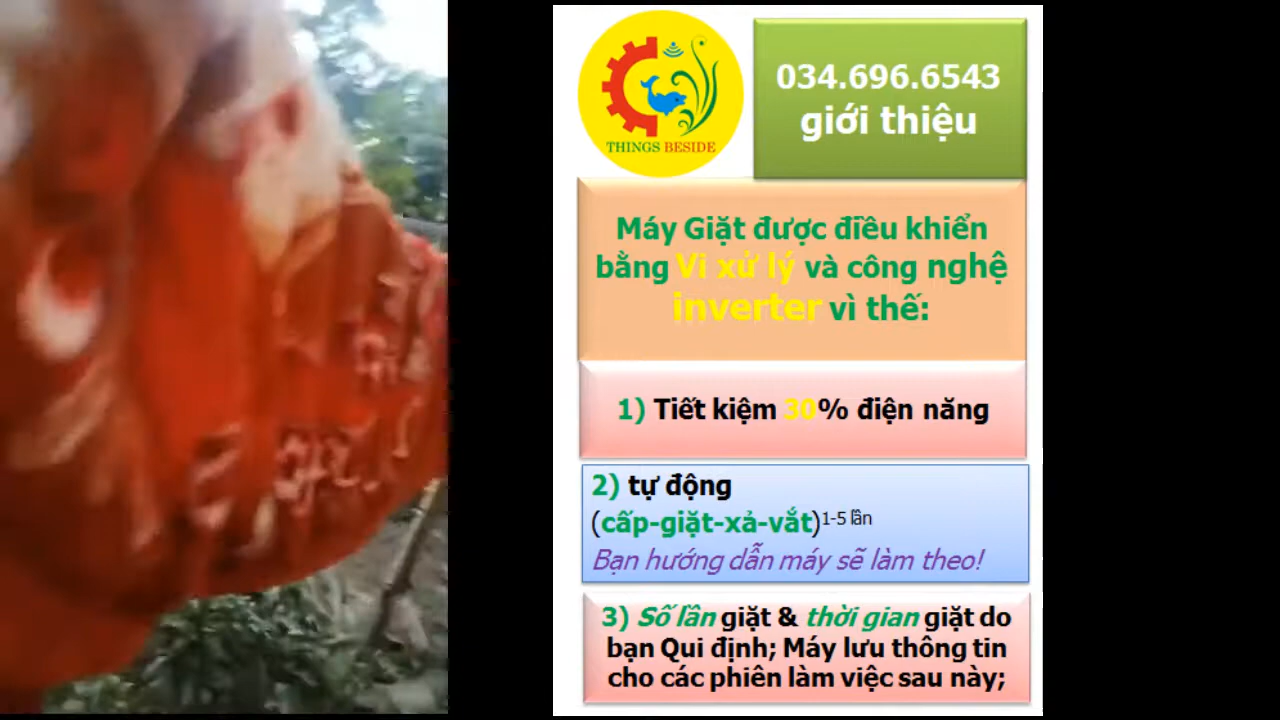 THINGS BESIDE
034.696.6543
giới thiệu
Máy Giặt được điều khiển
bằng Vi xử lý và công nghệ
inverter vì thế:
1) Tiết kiệm 30% điện năng
2) tự động
(cấp-giặt-xả-vắt)1-5 lần
Bạn hướng dẫn máy sẽ làm theo!
3) Số lần giặt & thời gian giặt do
bạn Qui định; Máy lưu thông tin
cho các phiên làm việc sau này;